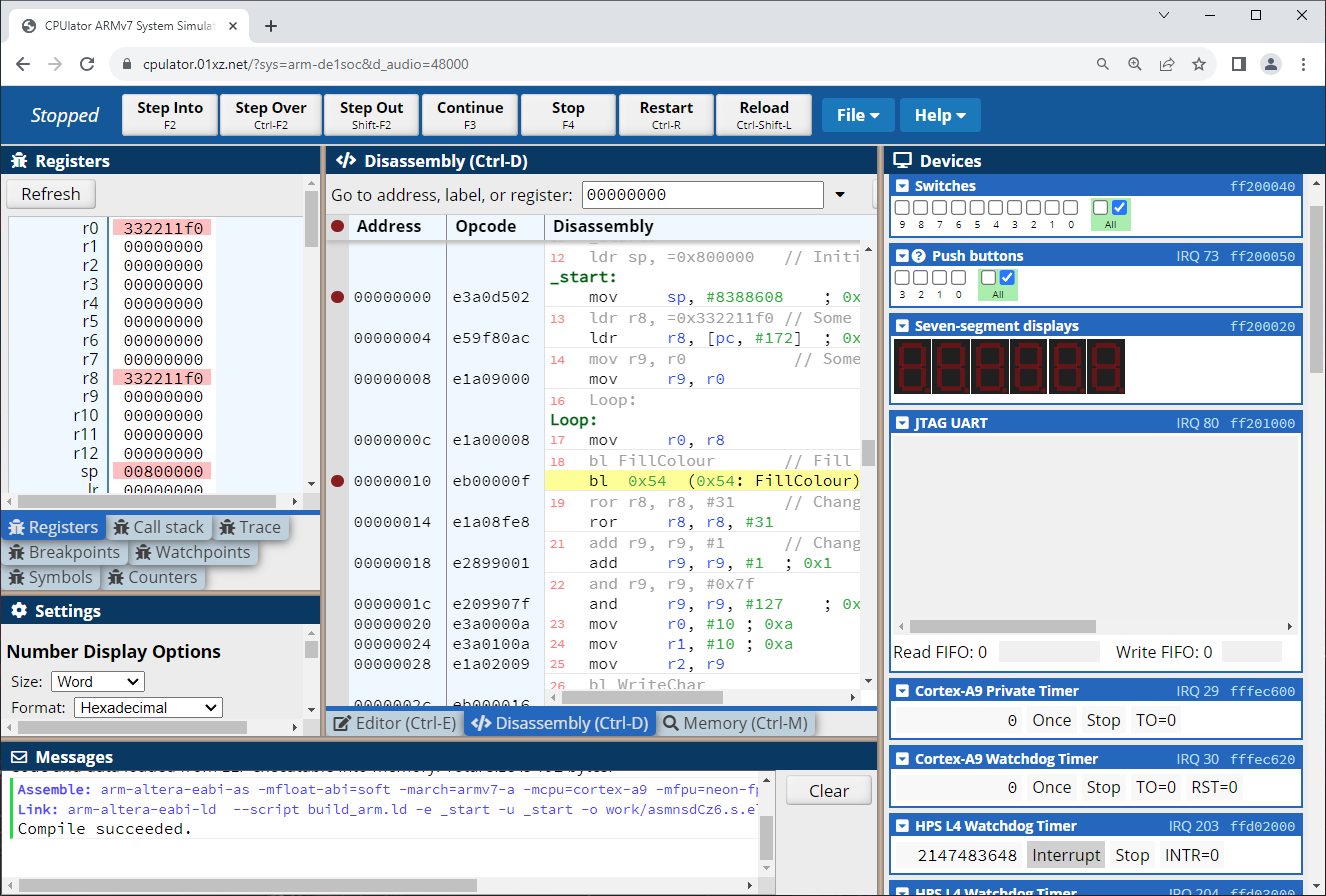 CPUlator ARMv7 System Simulat
cpulator.01xz.net/?sys=arm-de1soc&d_audio=48000
Stopped
Step Into
F2
Step Over
Ctrl-F2
Step Out
Shift-F2
Continue
F3
Stop
F4
Restart
Ctrl-R
Reload
Ctrl-Shift-L
File
Help
Registers
Refresh
r0 332211f0
r1 00000000
r2 00000000
r3 00000000
r4 00000000
r5 00000000
r6 00000000
r7 00000000
r8 332211f0
r9 00000000
r10 00000000
r11 00000000
r12 00000000
sp 00800000
lr 00000000
Registers Call stack Trace
Breakpoints Watchpoints
Symbols Counters
Settings
Number Display Options
Size: Word
Format: Hexadecimal
Disassembly (Ctrl-D)
Go to address, label, or register: 00000000
Address Opcode Disassembly
12 ldr sp, =0x800000 // Initi
_start:
00000000 e3a0d502 mov sp, #8388608 ; 0x
13 ldr r8, =0x332211f0 // Some
00000004 e59f80ac ldr r8, [pc, #172] ; 0x
14 mov r9, r0 // Some
00000008 e1a09000 mov r9, r0
16 Loop:
Loop:
0000000c e1a00008 17 mov r0, r8
18 bl FillColour // Fill
00000010 eb00000f bl 0x54 (0x54: FillColour)
19 ror r8, r8, #31 // Chang
00000014 e1a08fe8 ror r8, r8, #31
21 add r9, r9, #1 // Chang
00000018 e2899001 add r9, r9, #1 ; 0x1
22 and r9, r9, #0x7f
0000001c e209907f and r9, r9, #127 ; 0x
00000020 e3a0000a 23 mov r0, #10 ; 0xa
00000024 e3a0100a 24 mov r1, #10 ; 0xa
00000028 e1a02009 25 mov r2, r9
26 bl WriteChar
0000002c eb000016
Editor (Ctrl-E) Disassembly (Ctrl-D) Memory (Ctrl-M)
Messages
Code and data loaded from ELF executable into memory. Total size is
Assemble: arm-altera-eabi-as -mfloat-abi=soft -march=armv7-a -mcpu=cortex-a9 -mfpu=neon-fp
Link: arm-altera-eabi-ld --script build_arm.ld -e _start -u _start -o work/asmnsdCz6.s.el
Compile succeeded.
Clear
Devices
Switches ff200040
9 8 7 6 5 4 3 2 1 0 All
Push buttons IRQ 73 ff200050
3 2 1 0 All
Seven-segment displays ff200020
JTAG UART IRQ 80 ff201000
Read FIFO: 0 Write FIFO: 0
Cortex-A9 Private Timer IRQ 29 fffec600
0 Once Stop TO=0
Cortex-A9 Watchdog Timer IRQ 30 fffec620
0 Once Stop TO=0 RST=0
HPS L4 Watchdog Timer IRQ 203 ffd02000
2147483648 Interrupt Stop INTR=0
HPS L4 Watchdog Timer IRQ 204 ffd03000